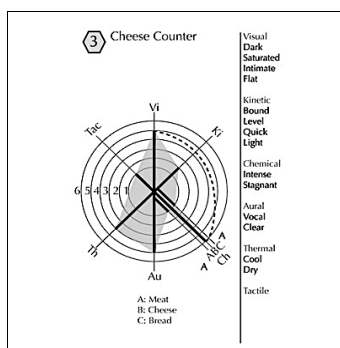 3 Cheese Counter
Vi
Tac
Ki
6 5 4 3 2 1
A
ABC
Th
A
Ch
Au
A: Meat
B: Cheese
C: Bread
Visual
Dark
Saturated
Intimate
Flat
Kinetic
Bound
Level
Quick
Light
Chemical
Intense
Stagnant
Aural
Vocal
Clear
Thermal
Cool
Dry
Tactile